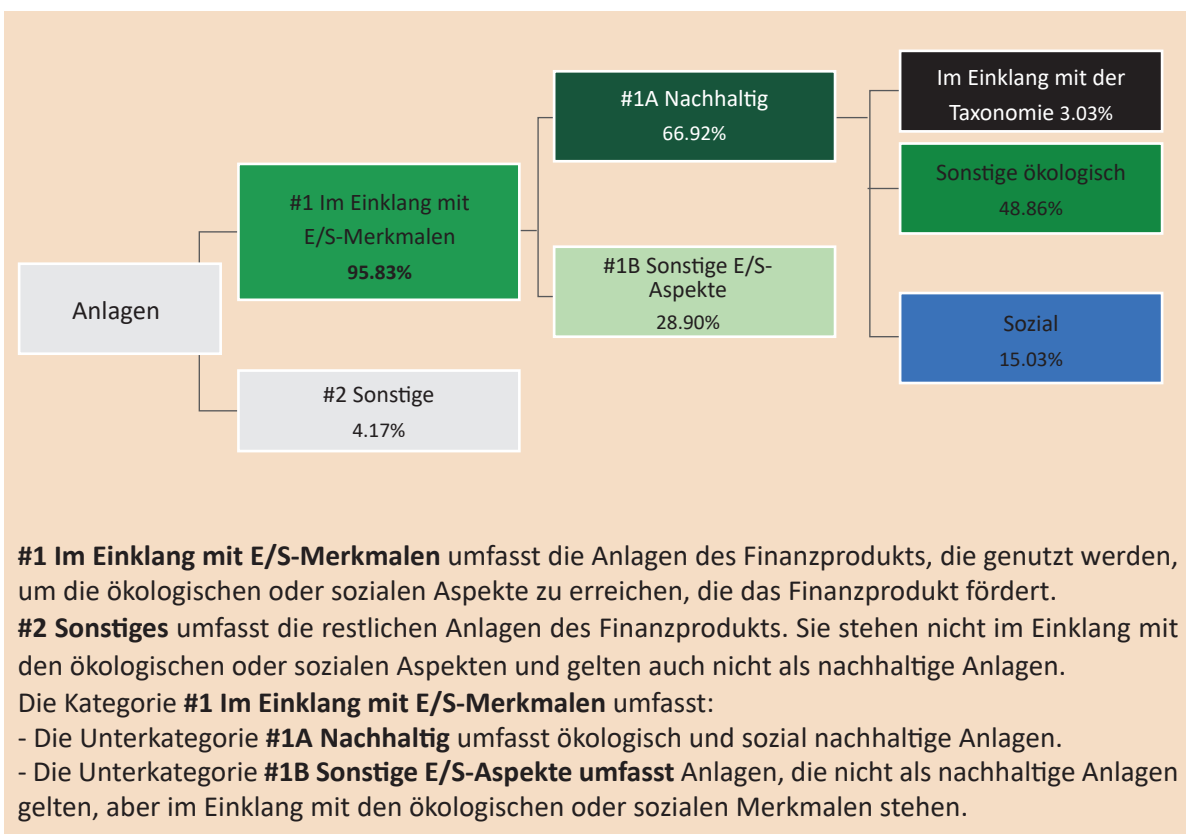 Anlagen
#1 Im Einklang mit
E/S-Merkmalen
95.83%
#2 Sonstige
4.17%
#1A Nachhaltig
66.92%
#1B Sonstige E/S-
Aspekte
28.90%
Im Einklang mit der
Taxonomie 3.03%
Sonstige ökologisch
48.86%
Sozial
15.03%
#1 Im Einklang mit E/S-Merkmalen umfasst die Anlagen des Finanzprodukts, die genutzt werden,
um die ökologischen oder sozialen Aspekte zu erreichen, die das Finanzprodukt fördert.
#2 Sonstiges umfasst die restlichen Anlagen des Finanzprodukts. Sie stehen nicht im Einklang mit
den ökologischen oder sozialen Aspekten und gelten auch nicht als nachhaltige Anlagen.
Die Kategorie #1 Im Einklang mit E/S-Merkmalen umfasst:
- Die Unterkategorie #1A Nachhaltig umfasst ökologisch und sozial nachhaltige Anlagen.
- Die Unterkategorie #1B Sonstige E/S-Aspekte umfasst Anlagen, die nicht als nachhaltige Anlagen
gelten, aber im Einklang mit den ökologischen oder sozialen Merkmalen stehen.